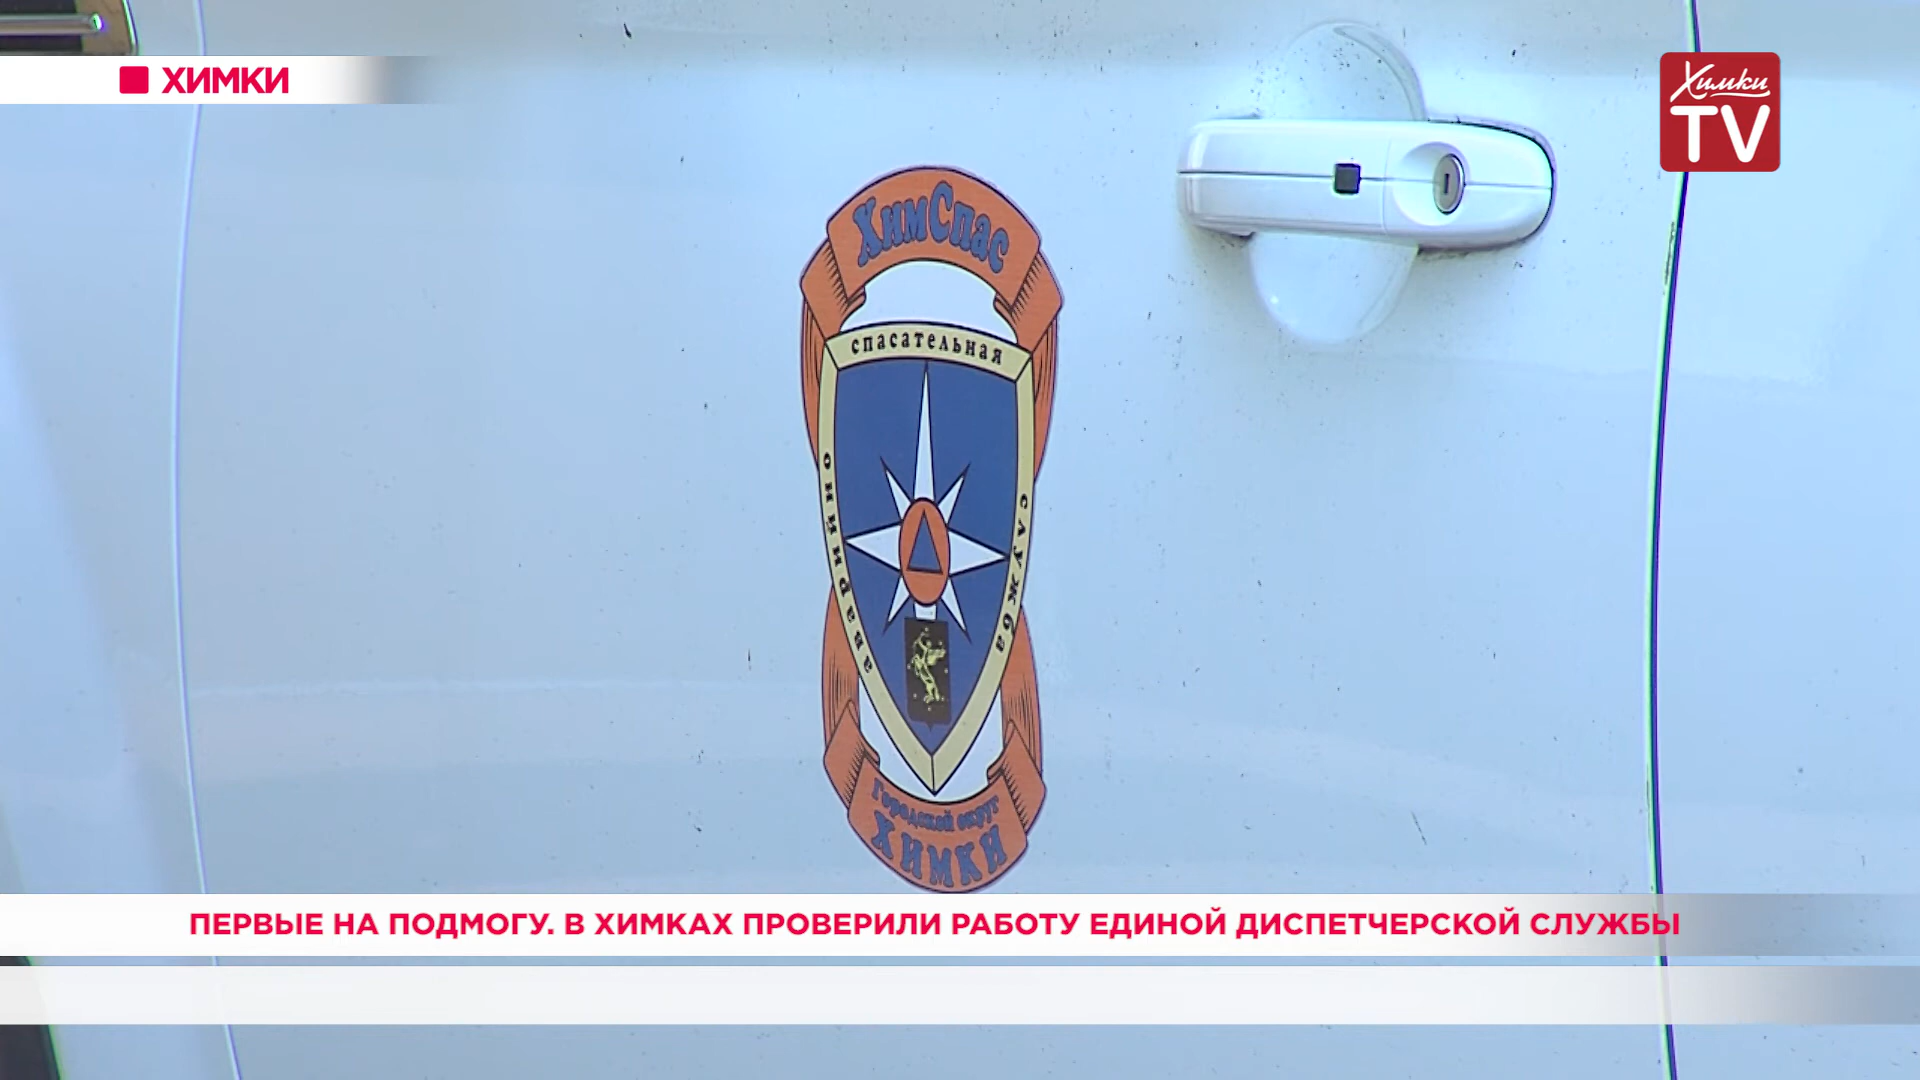 ХИМКИ
Химки
TV
ХимСпас
спасательная
аварийно
служба
Городской округ
ХИМКИ
ПЕРВЫЕ НА ПОДМОГУ. В ХИМКАХ ПРОВЕРИЛИ РАБОТУ ЕДИНОЙ ДИСПЕТЧЕРСКОЙ СЛУЖБЫ